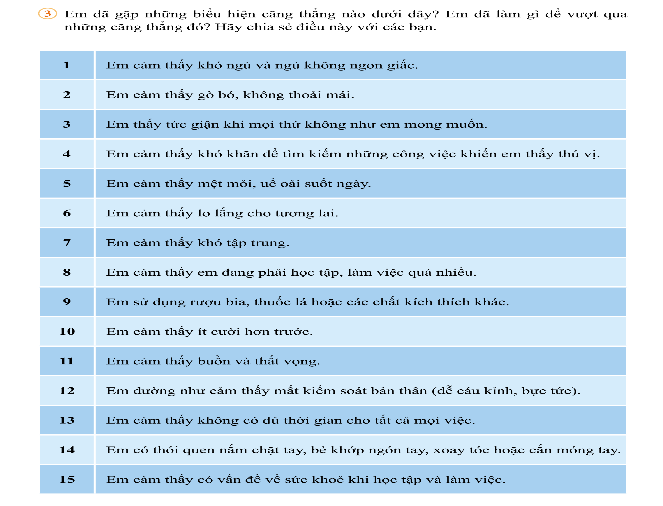 3 Em đã gặp những biểu hiện căng thẳng nào dưới đây? Em đã làm gì để vượt qua
những căng thẳng đó? Hãy chia sẻ điều này với các bạn.
1 Em cảm thấy khó ngủ và ngủ không ngon giấc.
2 Em cảm thấy gò bó, không thoải mái.
3 Em thấy tức giận khi mọi thứ không như em mong muốn.
4 Em cảm thấy khó khăn để tìm kiếm những công việc khiến em thấy thú vị.
5 Em cảm thấy mệt mỏi, uể oải suốt ngày.
6 Em cảm thấy lo lắng cho tương lai.
7 Em cảm thấy khó tập trung.
8 Em cảm thấy em đang phải học tập, làm việc quá nhiều.
9 Em sử dụng rượu bia, thuốc lá hoặc các chất kích thích khác.
10 Em cảm thấy ít cười hơn trước.
11 Em cảm thấy buồn và thất vọng.
12 Em dường như cảm thấy mất kiểm soát bản thân (dễ cáu kỉnh, bực tức).
13 Em cảm thấy không có đủ thời gian cho tất cả mọi việc.
14 Em có thói quen nắm chặt tay, bẻ khớp ngón tay, xoay tóc hoặc cắn móng tay.
15 Em cảm thấy có vấn đề về sức khoẻ khi học tập và làm việc.